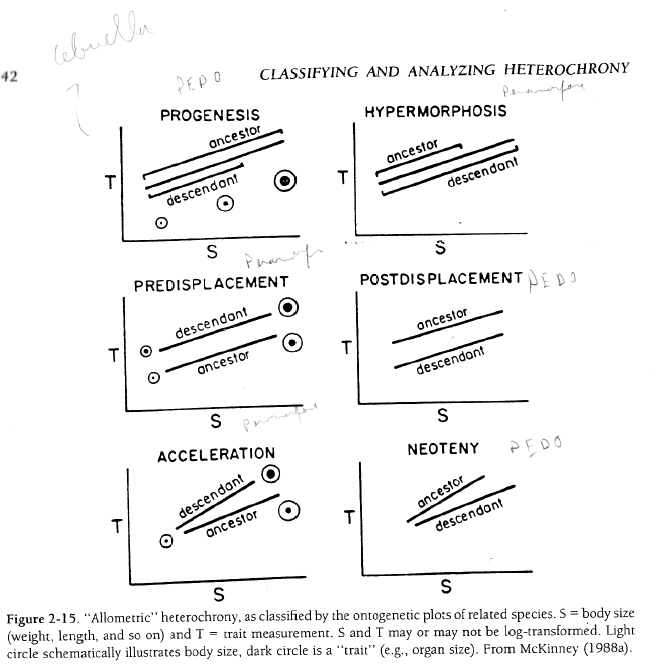 42
CLASSIFYING AND ANALYZING HETEROCHRONY
PEDO
PROGENESIS
HYPERMORPHOSIS
ancestor
descendant
T
S
ancestor
descendant
T
S
PREDISPLACEMENT
POSTDISPLACEMENT PEDO
descendant
ancestor
T
S
ancestor
descendant
T
S
ACCELERATION
NEOTENY
PEDO
descendant
ancestor
T
S
ancestor
descendant
T
S
Figure 2-15. “Allometric” heterochrony, as classified by the ontogenetic plots of related species. S = body size
(weight, length, and so on) and T = trait measurement. S and T may or may not be log-transformed. Light
circle schematically illustrates body size, dark circle is a “trait” (e.g., organ size). From McKinney (1988a).